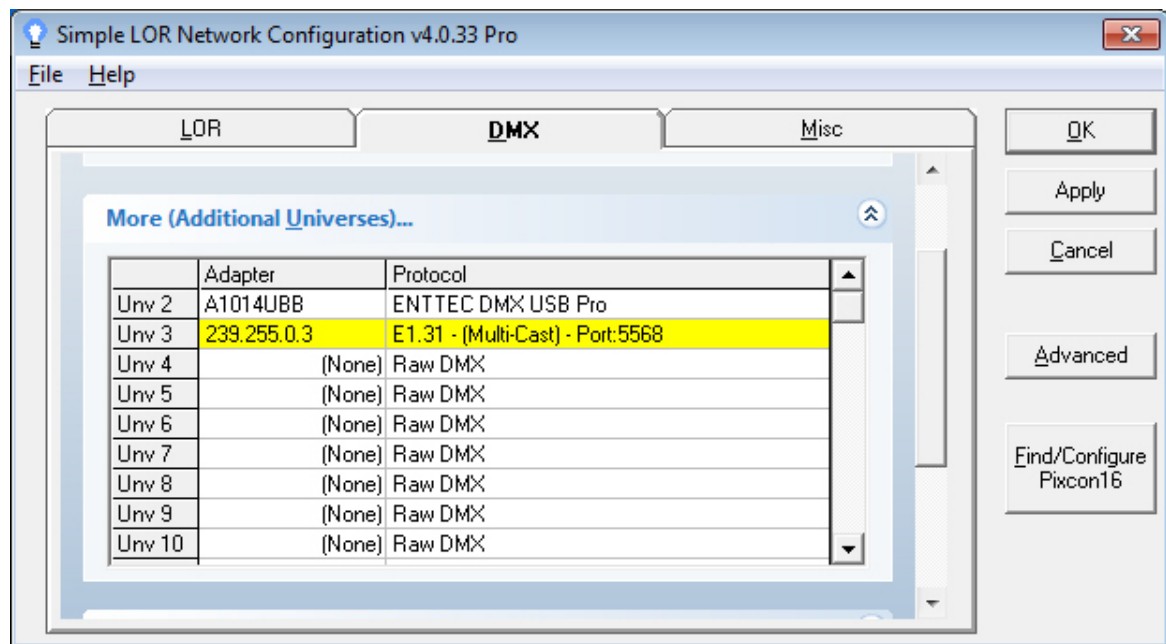 Simple LOR Network Configuration v4.0.33 Pro
File Help
LOR DMX Misc
OK
Apply
Cancel
Advanced
Find/Configure
Pixcon16
More (Additional Universes)...
Adapter Protocol
Unv 2 A1014UBB ENTTEC DMX USB Pro
Unv 3 239.255.0.3 E1.31 - (Multi-Cast) - Port:5568
Unv 4 (None) Raw DMX
Unv 5 (None) Raw DMX
Unv 6 (None) Raw DMX
Unv 7 (None) Raw DMX
Unv 8 (None) Raw DMX
Unv 9 (None) Raw DMX
Unv 10 (None) Raw DMX